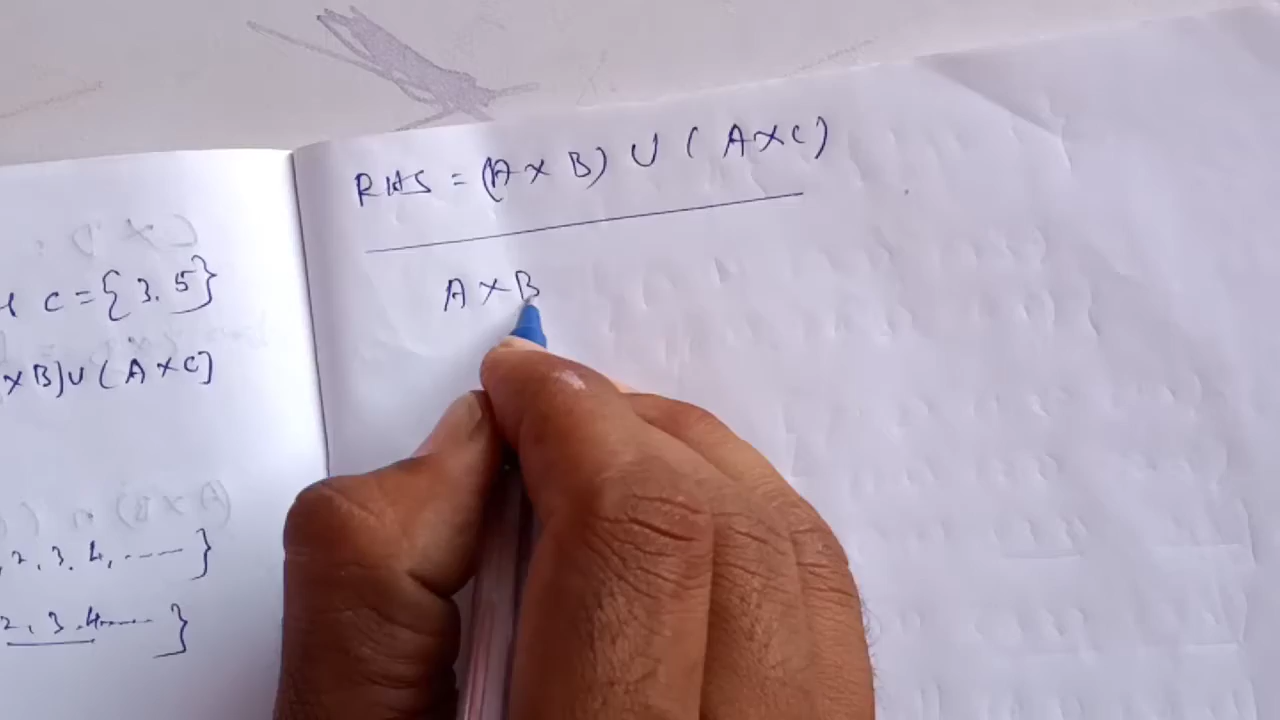 C = { 3, 5 }
× B) ∪ ( A × C)
, 2, 3, 4, ---- }
2, 3, 4---- }
RHS = (A × B) ∪ ( A × C)
A × B